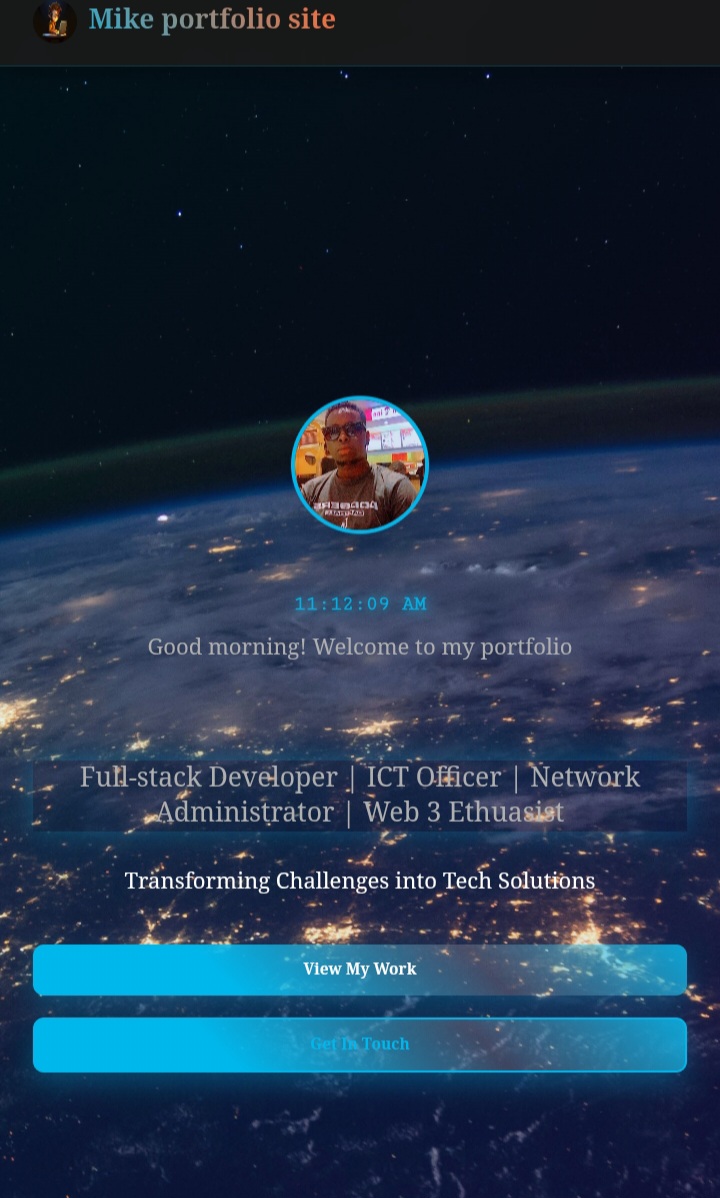 Mike portfolio site
11:12:09 AM
Good morning! Welcome to my portfolio
Full-stack Developer | ICT Officer | Network
Administrator | Web 3 Ethuasist
Transforming Challenges into Tech Solutions
View My Work
Get In Touch